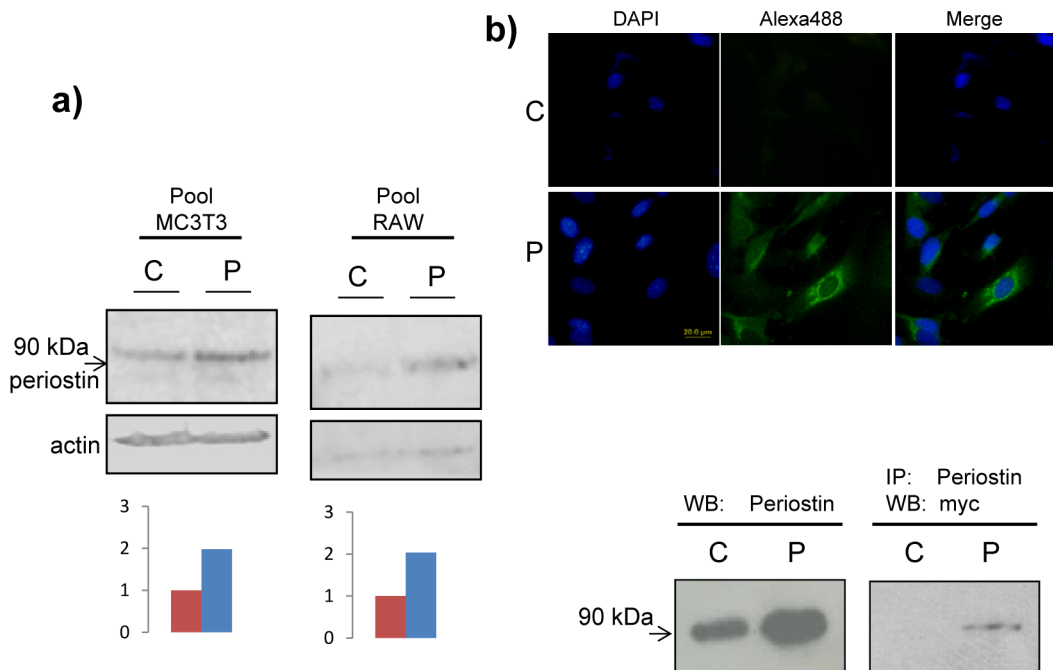 a)
Pool
MC3T3
Pool
RAW
C P
C P
90 kDa
periostin
actin
3
2
1
0
3
2
1
0
b)
DAPI Alexa488 Merge
C
P
20.0 µm
WB: Periostin
IP: Periostin
WB: myc
C P
C P
90 kDa